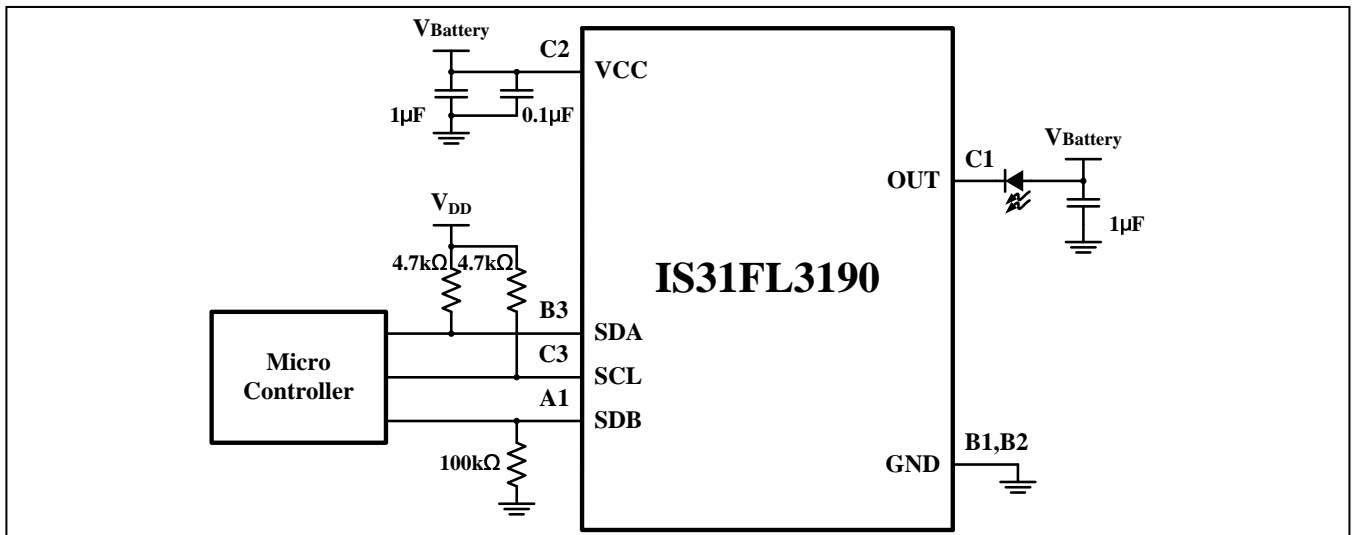 VBattery
C2
VCC
1µF
0.1µF
VBattery
C1
OUT
1µF
VDD
4.7kΩ 4.7kΩ
IS31FL3190
B3
SDA
Micro
Controller
C3
SCL
A1
SDB
100kΩ
B1,B2
GND